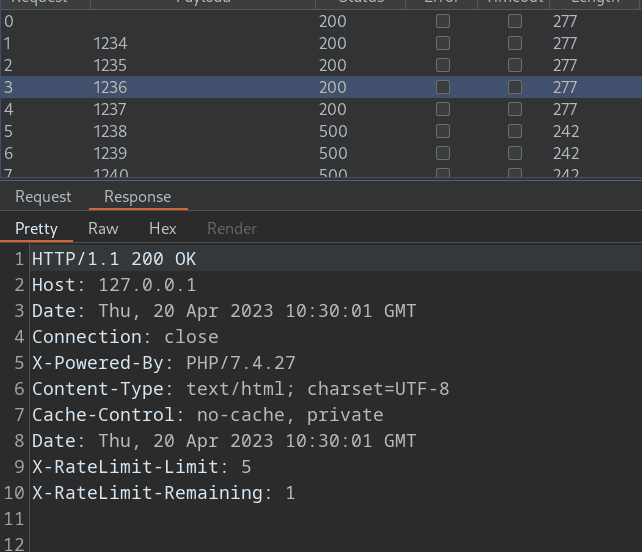 Request Payload Status Error Timeout Length
0 200 277
1 1234 200 277
2 1235 200 277
3 1236 200 277
4 1237 200 277
5 1238 500 242
6 1239 500 242
7 1240 500 242
Request Response
Pretty Raw Hex Render
1 HTTP/1.1 200 OK
2 Host: 127.0.0.1
3 Date: Thu, 20 Apr 2023 10:30:01 GMT
4 Connection: close
5 X-Powered-By: PHP/7.4.27
6 Content-Type: text/html; charset=UTF-8
7 Cache-Control: no-cache, private
8 Date: Thu, 20 Apr 2023 10:30:01 GMT
9 X-RateLimit-Limit: 5
10 X-RateLimit-Remaining: 1
11
12